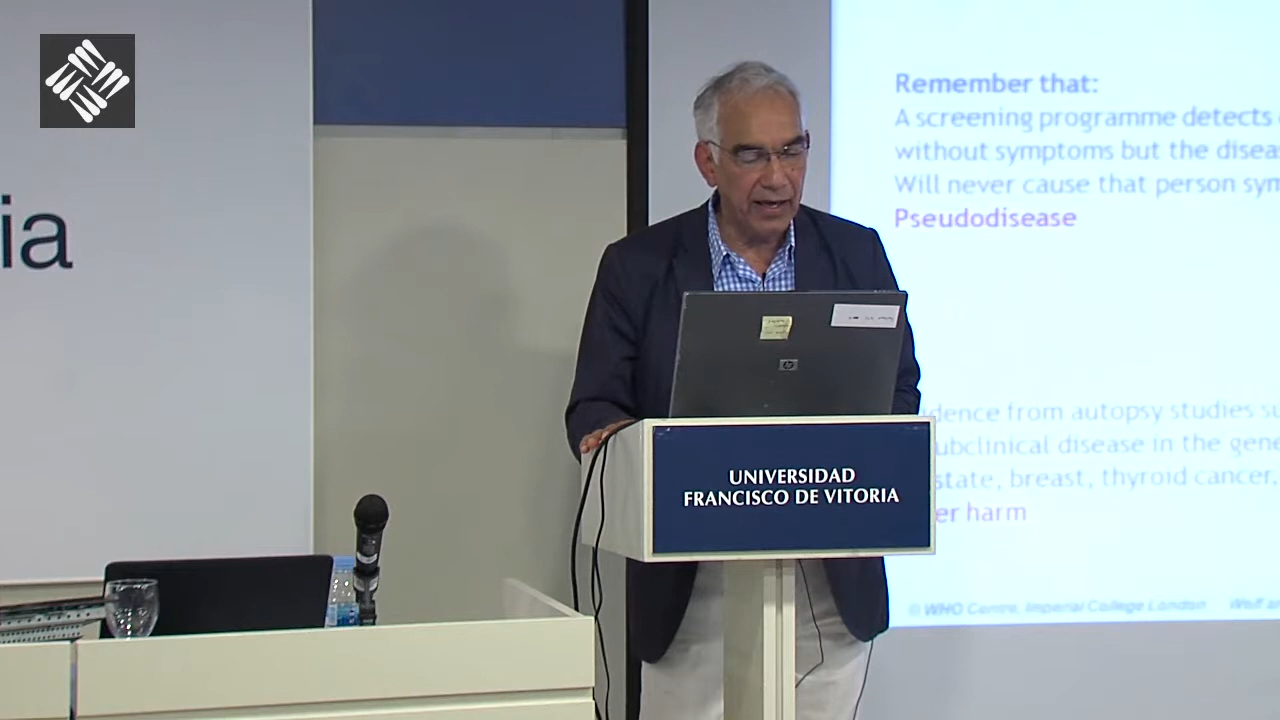 ia
Remember that:
A screening programme detects
without symptoms but the disea
Will never cause that person sym
Pseudodisease
idence from autopsy studies su
ubclinical disease in the gene
state, breast, thyroid cancer,
er harm
© WHO Centre, Imperial College London
hp
UNIVERSIDAD
FRANCISCO DE VITORIA